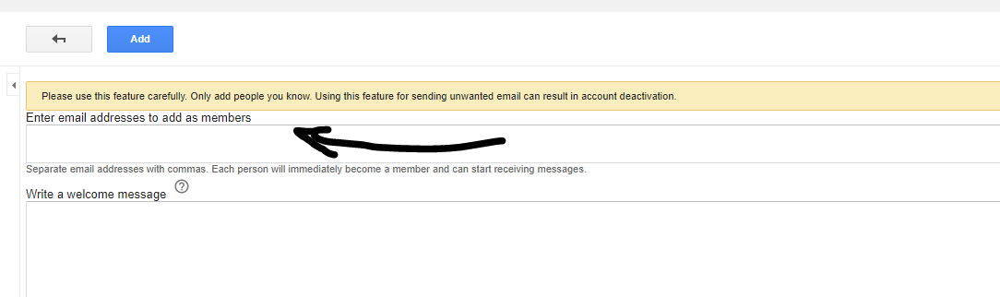 Add
Please use this feature carefully. Only add people you know. Using this feature for sending unwanted email can result in account deactivation.
Enter email addresses to add as members
Separate email addresses with commas. Each person will immediately become a member and can start receiving messages.
Write a welcome message ?